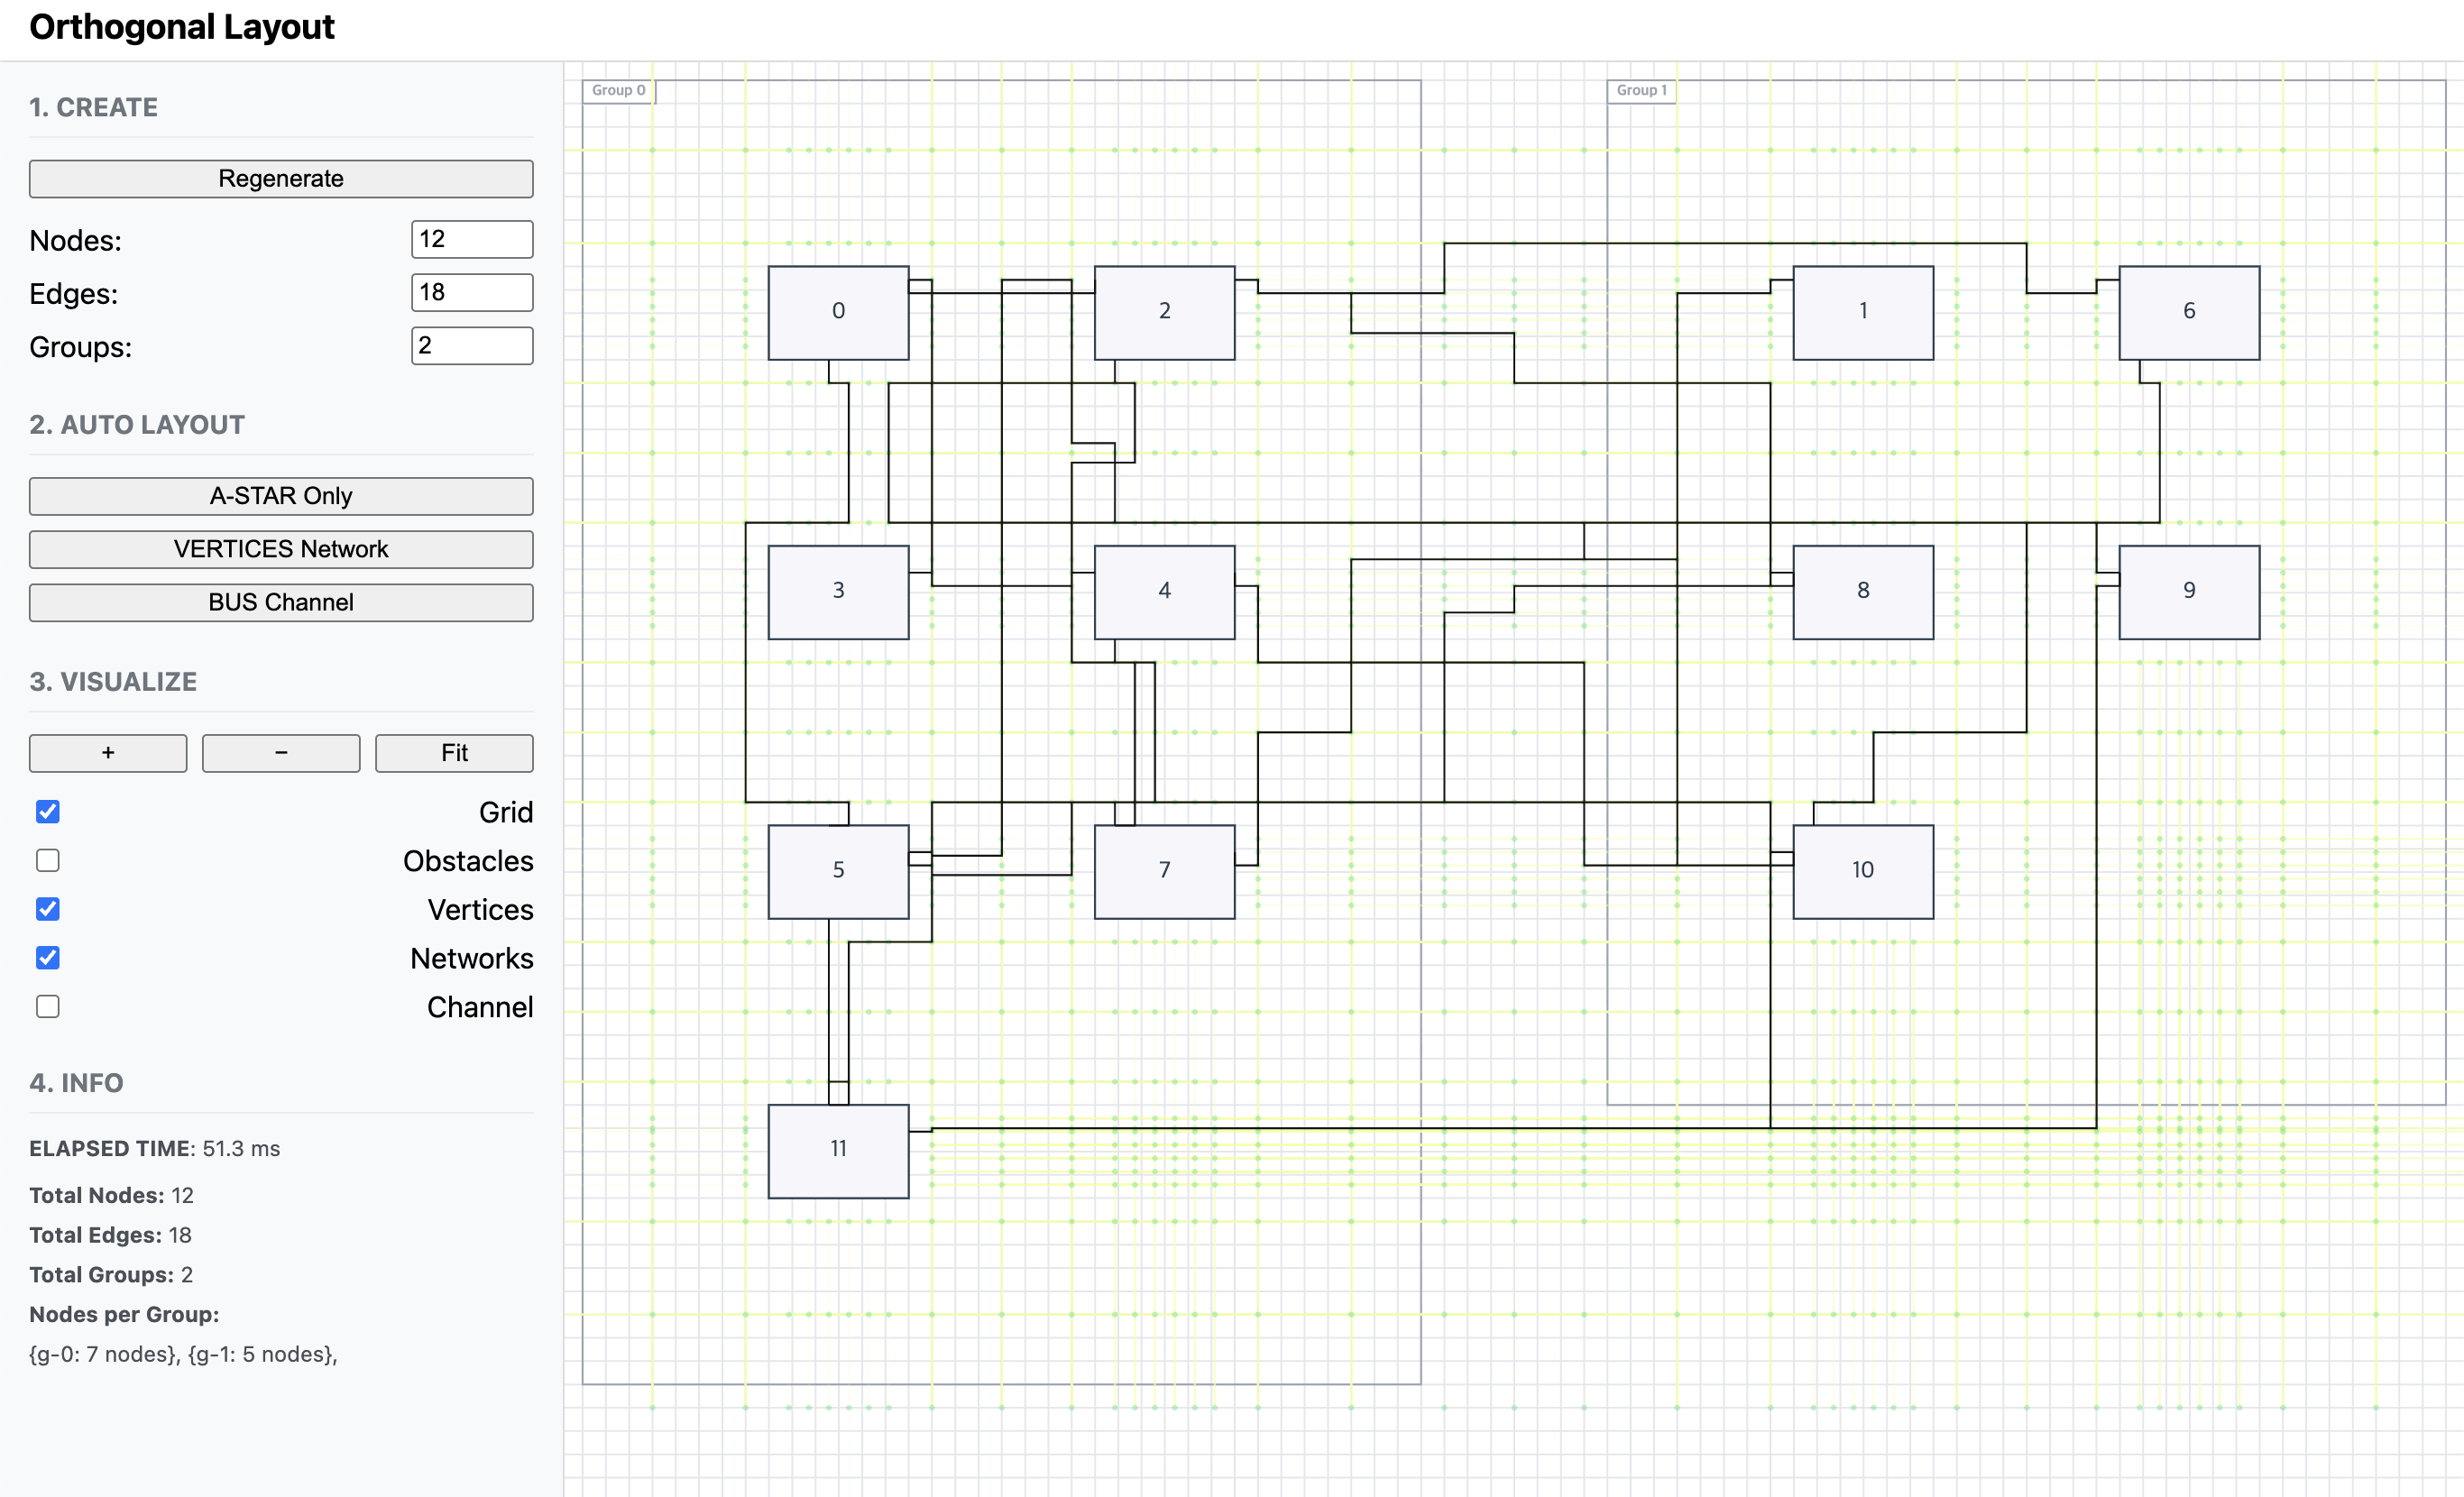 Orthogonal Layout
1. CREATE
Regenerate
Nodes: 12
Edges: 18
Groups: 2
2. AUTO LAYOUT
A-STAR Only
VERTICES Network
BUS Channel
3. VISUALIZE
+ − Fit
Grid
Obstacles
Vertices
Networks
Channel
4. INFO
ELAPSED TIME: 51.3 ms
Total Nodes: 12
Total Edges: 18
Total Groups: 2
Nodes per Group:
{g-0: 7 nodes}, {g-1: 5 nodes},
Group 0
Group 1
0 2 1 6
3 4 8 9
5 7 10
11